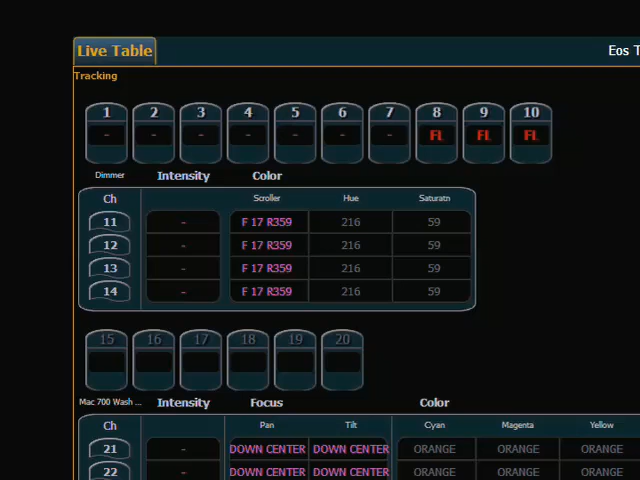 Live Table
Eos T
Tracking
1 2 3 4 5 6 7 8 9 10
- - - - - - - FL FL FL
Dimmer Intensity Color
Ch Scroller Hue Saturatn
11 - F 17 R359 216 59
12 - F 17 R359 216 59
13 - F 17 R359 216 59
14 - F 17 R359 216 59
15 16 17 18 19 20
Mac 700 Wash ... Intensity Focus Color
Ch Pan Tilt Cyan Magenta Yellow
21 - DOWN CENTER DOWN CENTER ORANGE ORANGE ORANGE
22 - DOWN CENTER DOWN CENTER ORANGE ORANGE ORANGE